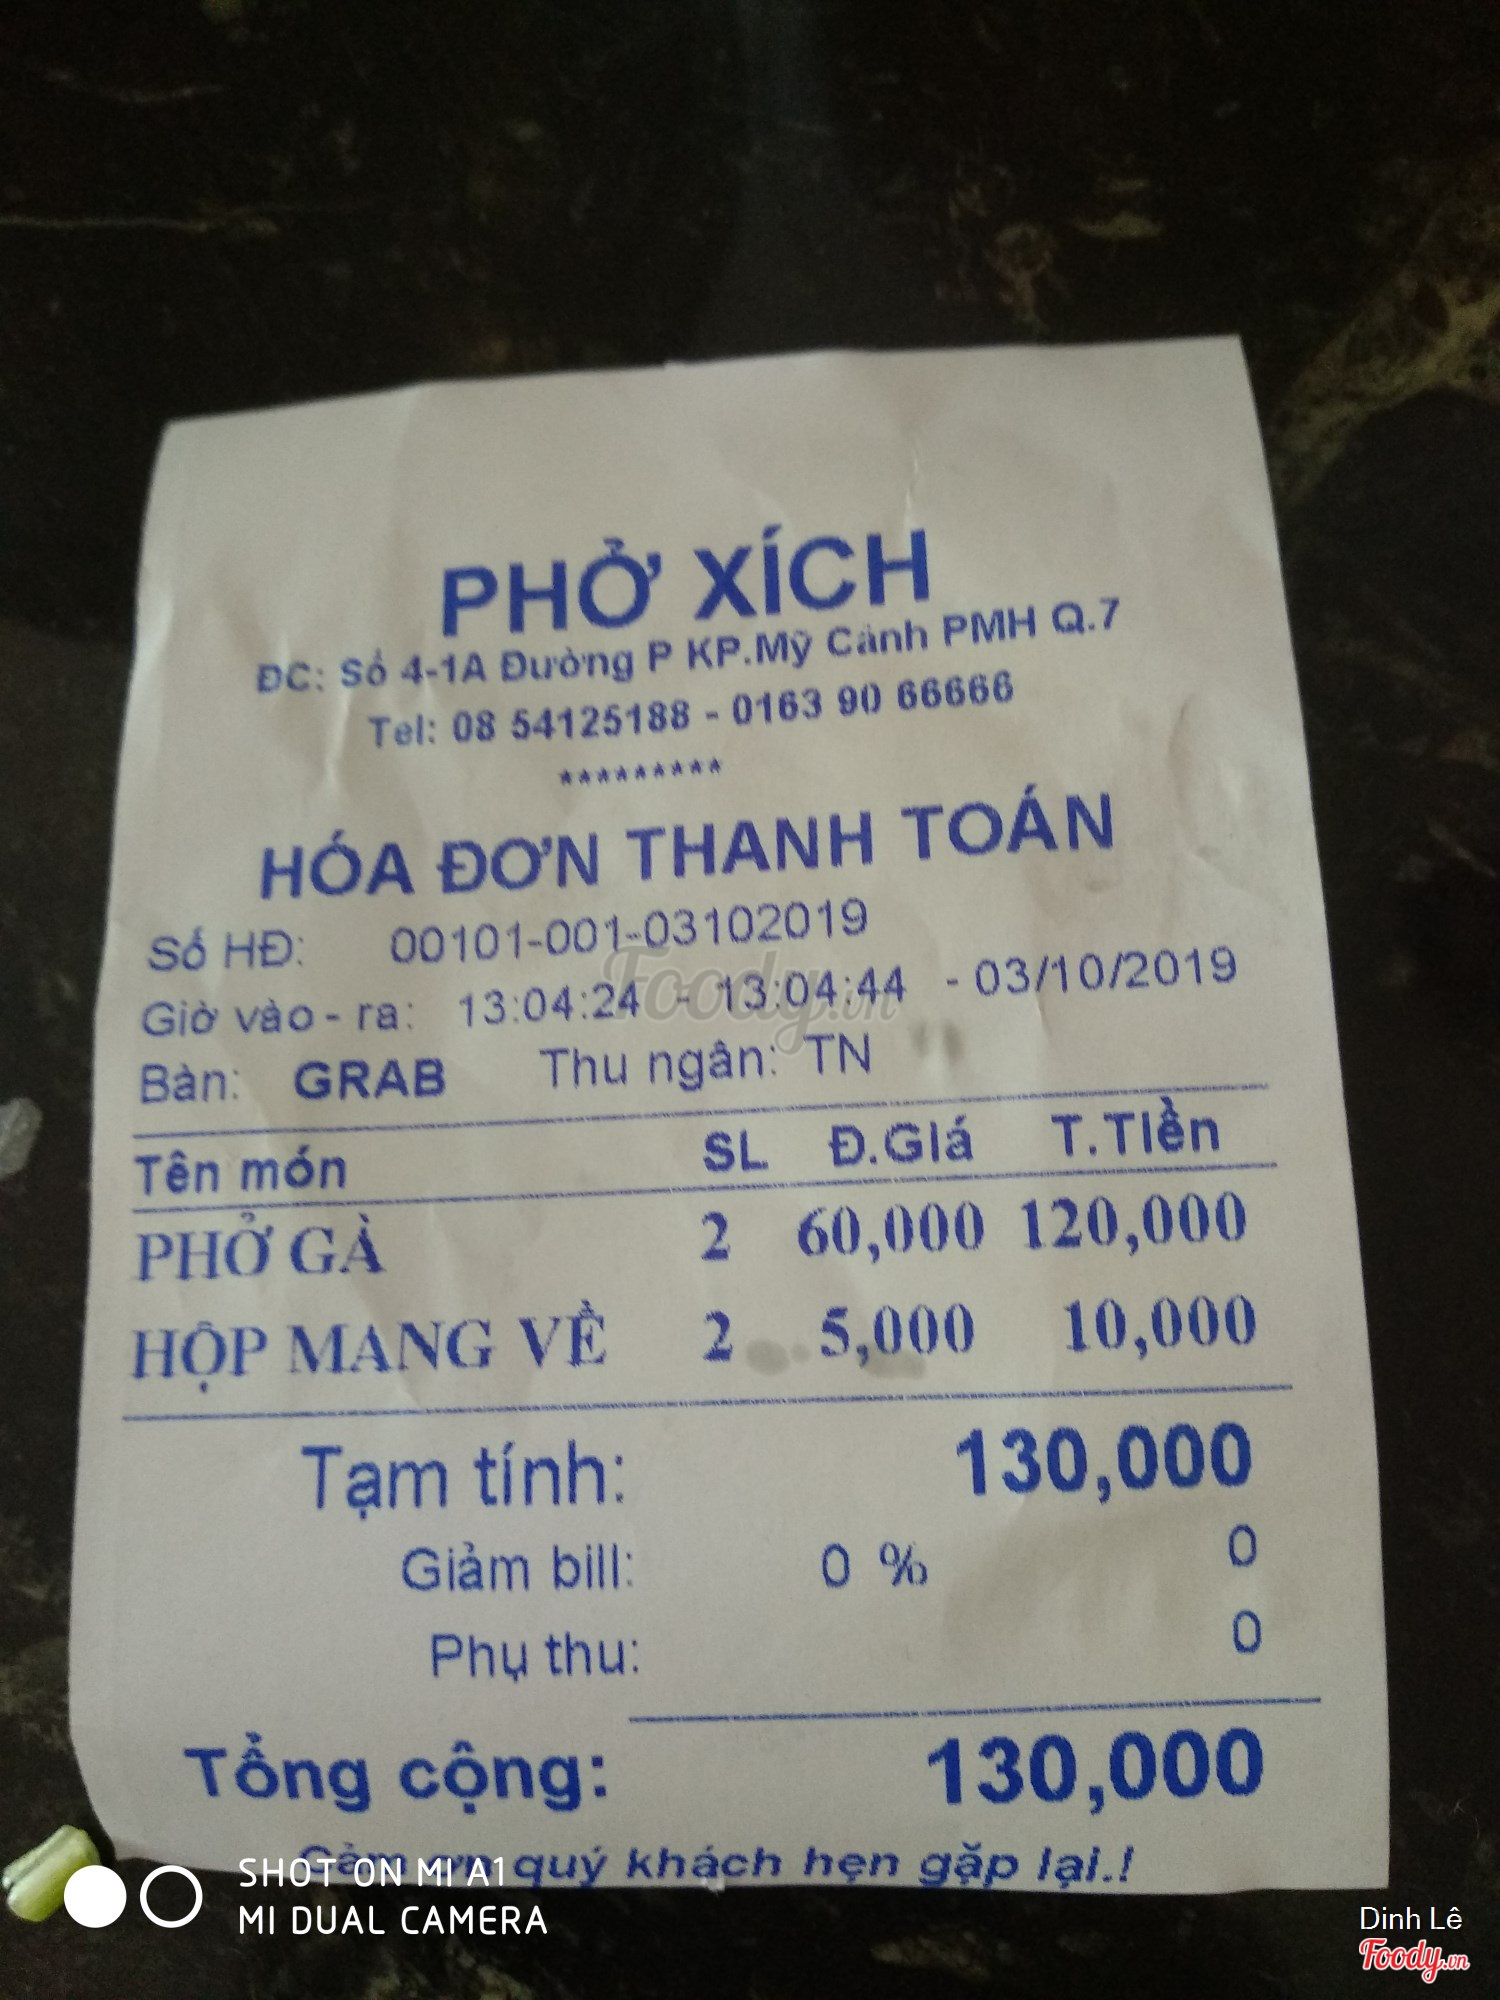 PHỞ XÍCH
ĐC: Số 4-1A Đường P KP.Mỹ Cảnh PMH Q.7
Tel: 08 54125188 - 0163 90 66666
*********
HÓA ĐƠN THANH TOÁN
Số HĐ: 00101-001-03102019
Giờ vào - ra: 13:04:24 - 13:04:44 - 03/10/2019
Bàn: GRAB Thu ngân: TN
Tên món SL Đ.Giá T.Tiền
PHỞ GÀ 2 60,000 120,000
HỘP MANG VỀ 2 5,000 10,000
Tạm tính: 130,000
Giảm bill: 0 % 0
Phụ thu: 0
Tổng cộng: 130,000
Cảm ơn quý khách hẹn gặp lại.!
SHOT ON MI A1
MI DUAL CAMERA
Dinh Lê
Foody.vn
Foody.vn